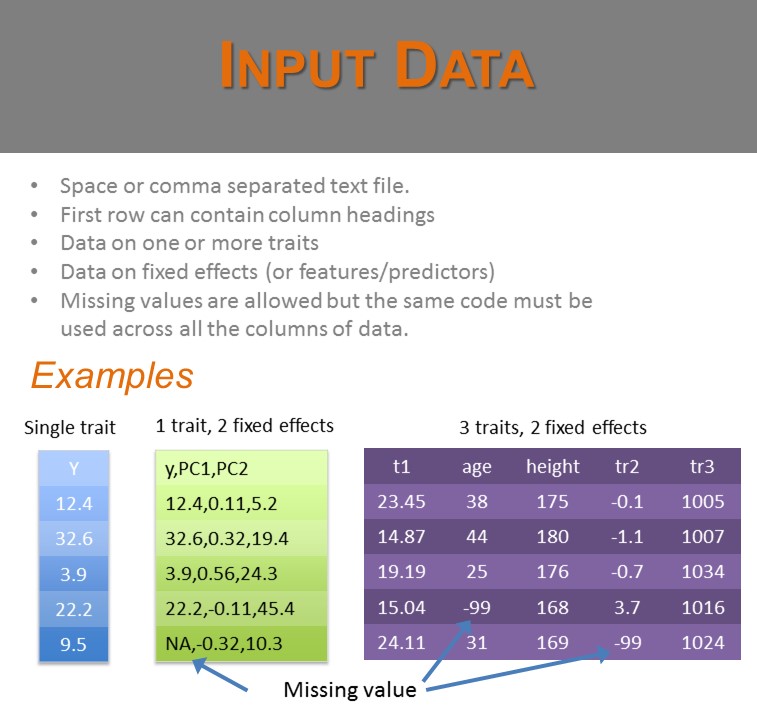 INPUT DATA
• Space or comma separated text file.
• First row can contain column headings
• Data on one or more traits
• Data on fixed effects (or features/predictors)
• Missing values are allowed but the same code must be
used across all the columns of data.
Examples
Single trait
Y
12.4
32.6
3.9
22.2
9.5
1 trait, 2 fixed effects
y,PC1,PC2
12.4,0.11,5.2
32.6,0.32,19.4
3.9,0.56,24.3
22.2,-0.11,45.4
NA,-0.32,10.3
3 traits, 2 fixed effects
t1 age height tr2 tr3
23.45 38 175 -0.1 1005
14.87 44 180 -1.1 1007
19.19 25 176 -0.7 1034
15.04 -99 168 3.7 1016
24.11 31 169 -99 1024
Missing value